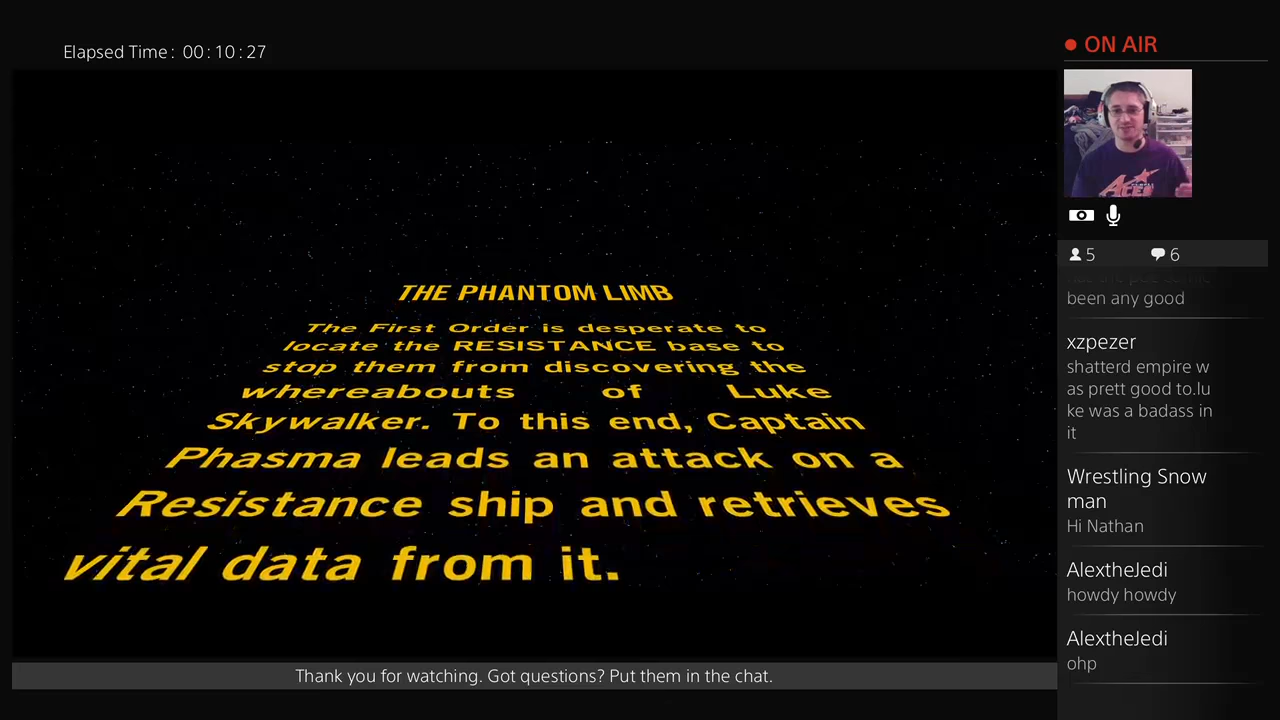 Elapsed Time: 00:10:27
ON AIR
THE PHANTOM LIMB
The First Order is desperate to
locate the RESISTANCE base to
stop them from discovering the
whereabouts of Luke
Skywalker. To this end, Captain
Phasma leads an attack on a
Resistance ship and retrieves
vital data from it.
Thank you for watching. Got questions? Put them in the chat.
5
6
been any good
xzpezer
shatterd empire w
as prett good to.lu
ke was a badass in
it
Wrestling Snow
man
Hi Nathan
AlextheJedi
howdy howdy
AlextheJedi
ohp